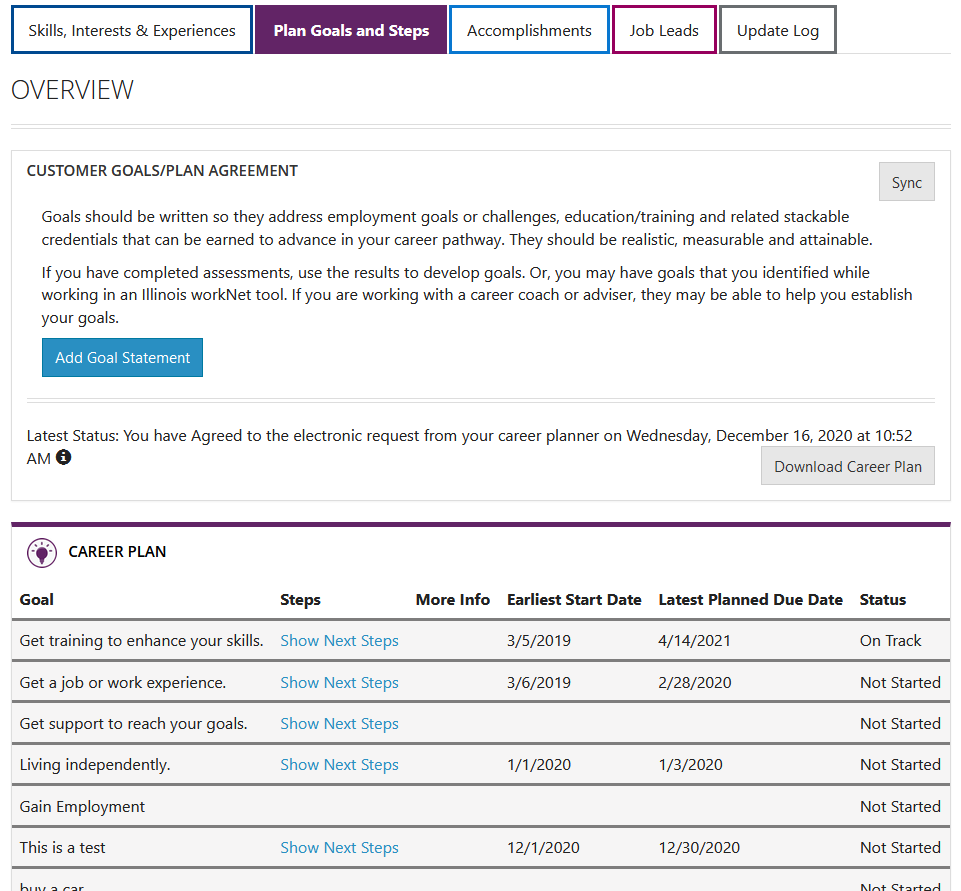 Skills, Interests & Experiences Plan Goals and Steps Accomplishments Job Leads Update Log
OVERVIEW
CUSTOMER GOALS/PLAN AGREEMENT
Sync
Goals should be written so they address employment goals or challenges, education/training and related stackable
credentials that can be earned to advance in your career pathway. They should be realistic, measurable and attainable.
If you have completed assessments, use the results to develop goals. Or, you may have goals that you identified while
working in an Illinois workNet tool. If you are working with a career coach or adviser, they may be able to help you establish
your goals.
Add Goal Statement
Latest Status: You have Agreed to the electronic request from your career planner on Wednesday, December 16, 2020 at 10:52
AM
Download Career Plan
CAREER PLAN
Goal Steps More Info Earliest Start Date Latest Planned Due Date Status
Get training to enhance your skills. Show Next Steps 3/5/2019 4/14/2021 On Track
Get a job or work experience. Show Next Steps 3/6/2019 2/28/2020 Not Started
Get support to reach your goals. Show Next Steps Not Started
Living independently. Show Next Steps 1/1/2020 1/3/2020 Not Started
Gain Employment Not Started
This is a test Show Next Steps 12/1/2020 12/30/2020 Not Started
buy a car Not Started